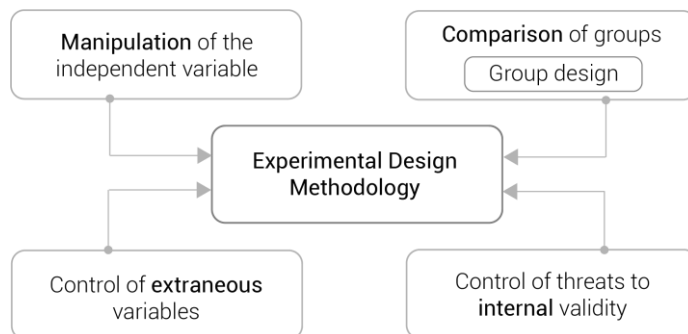 Manipulation of the
independent variable
Comparison of groups
Group design
Experimental Design
Methodology
Control of extraneous
variables
Control of threats to
internal validity